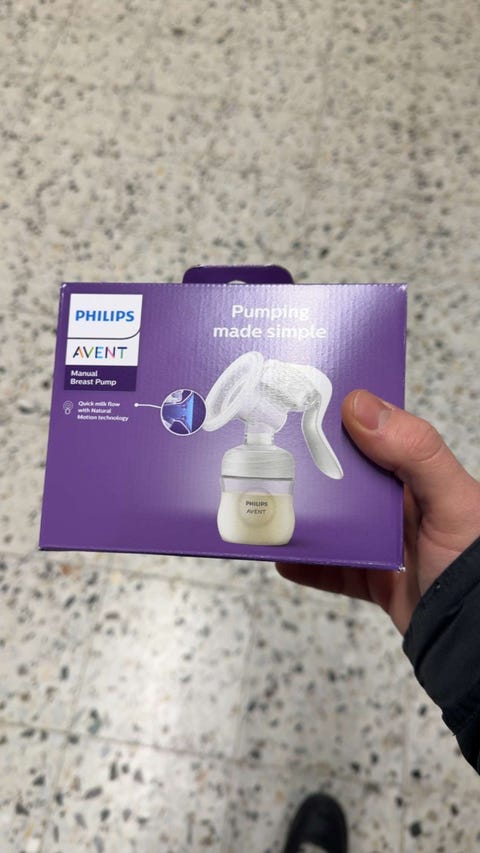 PHILIPS
AVENT
Manual
Breast Pump
Quick milk flow
with Natural
Motion technology
Pumping
made simple
PHILIPS
AVENT